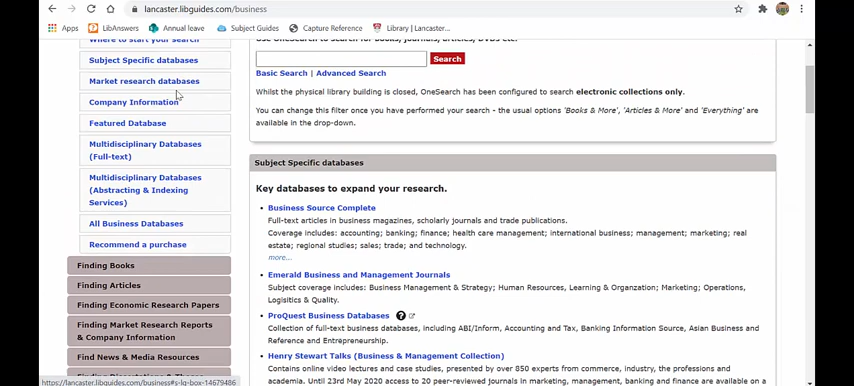 lancaster.libguides.com/business
Apps
LibAnswers
Annual leave
Subject Guides
Capture Reference
Library | Lancaster...
Where to start your search
Subject Specific databases
Market research databases
Company Information
Featured Database
Multidisciplinary Databases
(Full-text)
Multidisciplinary Databases
(Abstracting & Indexing
Services)
All Business Databases
Recommend a purchase
Finding Books
Finding Articles
Finding Economic Research Papers
Finding Market Research Reports
& Company Information
Find News & Media Resources
https://lancaster.libguides.com/business#s-lg-box-14679486
Use OneSearch to search for books, journals, articles, DVDs etc.
Search
Basic Search | Advanced Search
Whilst the physical library building is closed, OneSearch has been configured to search electronic collections only.
You can change this filter once you have performed your search - the usual options 'Books & More', 'Articles & More' and 'Everything' are
available in the drop-down.
Subject Specific databases
Key databases to expand your research.
• Business Source Complete
Full-text articles in business magazines, scholarly journals and trade publications.
Coverage includes: accounting; banking; finance; health care management; international business; management; marketing; real
estate; regional studies; sales; trade; and technology.
more...
• Emerald Business and Management Journals
Subject coverage includes: Business Management & Strategy; Human Resources, Learning & Organzation; Marketing; Operations,
Logisitics & Quality.
• ProQuest Business Databases ?
Collection of full-text business databases, including ABI/Inform, Accounting and Tax, Banking Information Source, Asian Business and
Reference and Entrepreneurship.
• Henry Stewart Talks (Business & Management Collection)
Contains online video lectures and case studies, presented by over 850 experts from commerce, industry, the professions and
academia. Until 23rd May 2020 access to 20 peer-reviewed journals in marketing, management, banking and finance are available on a